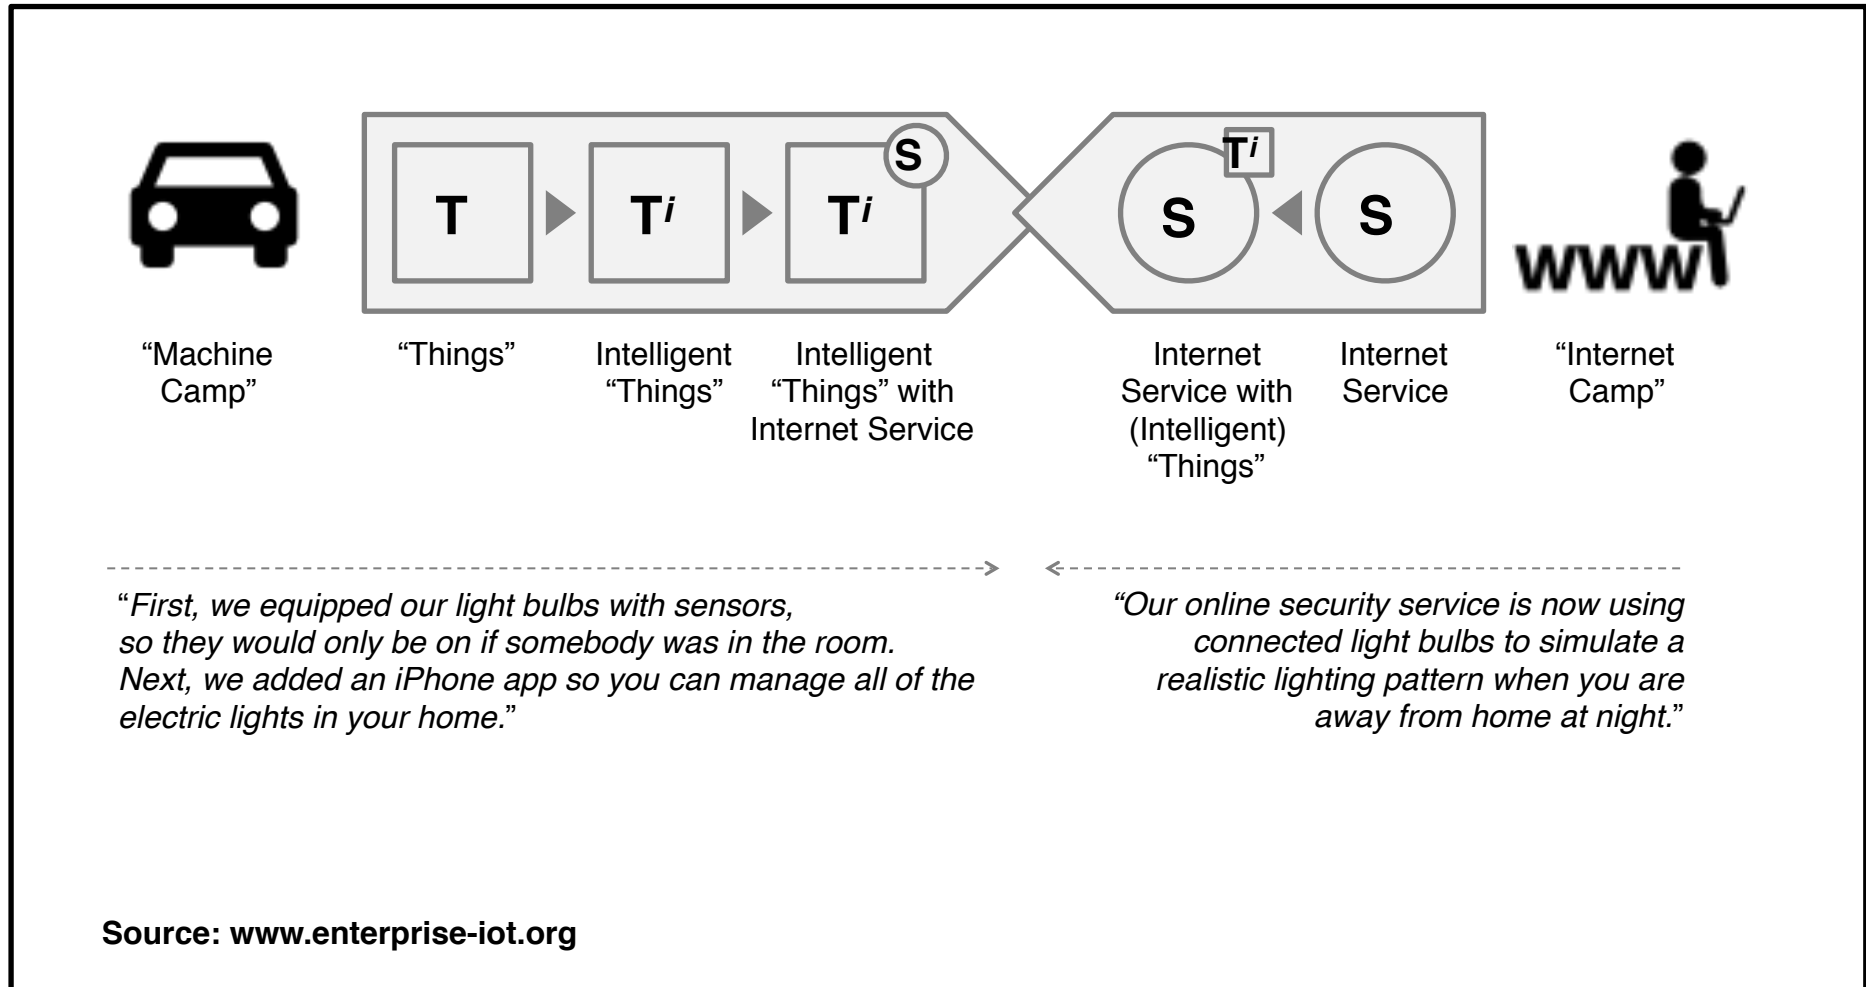 T
Ti
Ti
S
S
Ti
S
www
“Machine
Camp”
“Things”
Intelligent
“Things”
Intelligent
“Things” with
Internet Service
Internet
Service with
(Intelligent)
“Things”
Internet
Service
“Internet
Camp”
“First, we equipped our light bulbs with sensors,
so they would only be on if somebody was in the room.
Next, we added an iPhone app so you can manage all of the
electric lights in your home.”
“Our online security service is now using
connected light bulbs to simulate a
realistic lighting pattern when you are
away from home at night.”
Source: www.enterprise-iot.org